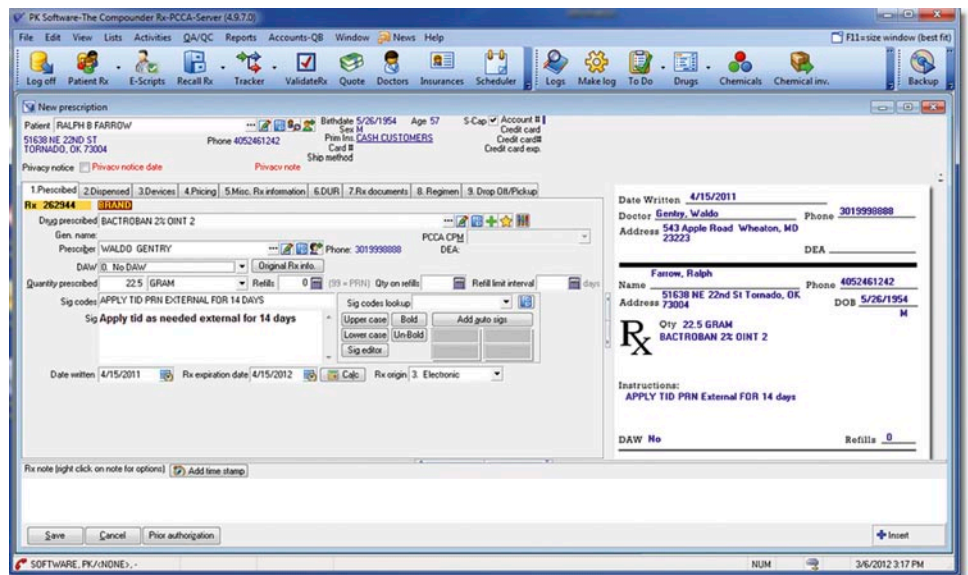 PK Software-The Compounder Rx-PCCA-Server (4.9.7.0)
File Edit View Lists Activities QA/QC Reports Accounts-QB Window News Help F11=size window (best fit)
Log off Patient Rx E-Scripts Recall Rx Tracker ValidateRx Quote Doctors Insurances Scheduler Logs Make log To Do Drugs Chemicals Chemical inv. Backup
New prescription
Patient RALPH B FARROW Birthdate 5/26/1954 Age 57 S-Cap Account #
51638 NE 22ND ST Phone 4052461242 Sex M Credit card
TORNADO, OK 73004 Prim Ins. CASH CUSTOMERS Credit card#
Card # Credit card exp.
Ship method
Privacy notice Privacy notice date Privacy note
1.Prescribed 2.Dispensed 3.Devices 4.Pricing 5.Misc. Rx information 6.DUR 7.Rx documents 8. Regimen 9. Drop Off/Pickup
Rx 262944 BRAND
Drug prescribed BACTROBAN 2% OINT 2
Gen. name: PCCA CPM
Prescriber WALDO GENTRY Phone: 3019998888 DEA:
DAW 0. No DAW Original Rx info.
Quantity prescribed 22.5 GRAM Refills 0 (99 = PRN) Qty on refills Refill limit interval days
Sig codes APPLY TID PRN EXTERNAL FOR 14 DAYS Sig codes lookup
Sig Apply tid as needed external for 14 days Upper case Bold Add auto sigs
Lower case Un-Bold
Sig editor
Date written 4/15/2011 Rx expiration date 4/15/2012 Calc Rx origin 3. Electronic
Date Written 4/15/2011
Doctor Gentry, Waldo Phone 3019998888
Address 543 Apple Road Wheaton, MD
23223
DEA
Farrow, Ralph
Name Phone 4052461242
Address 51638 NE 22nd St Tornado, OK
73004 DOB 5/26/1954
M
Rx Qty 22.5 GRAM
BACTROBAN 2% OINT 2
Instructions:
APPLY TID PRN External FOR 14 days
DAW No Refills 0
Rx note (right click on note for options) Add time stamp
Save Cancel Prior authorization Insert
SOFTWARE, PK/<NONE>, - NUM 3/6/2012 3:17 PM